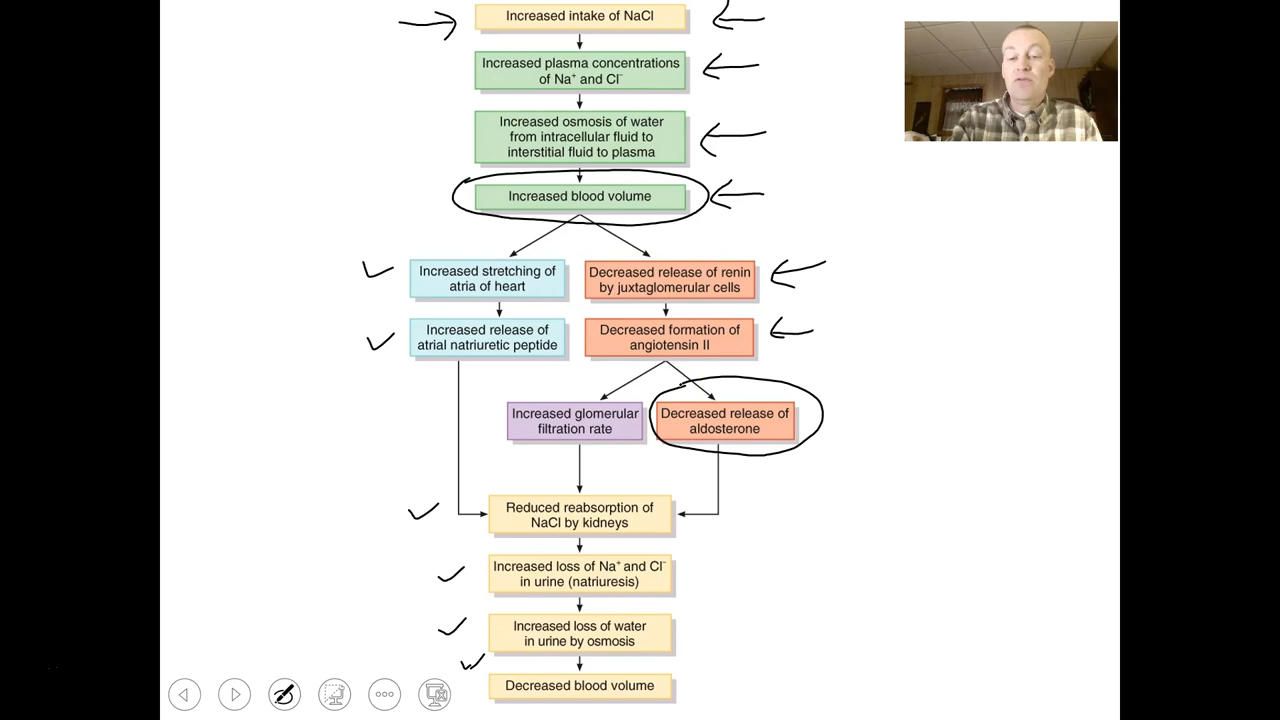 Increased intake of NaCl
Increased plasma concentrations
of Na⁺ and Cl⁻
Increased osmosis of water
from intracellular fluid to
interstitial fluid to plasma
Increased blood volume
Increased stretching of
atria of heart
Decreased release of renin
by juxtaglomerular cells
Increased release of
atrial natriuretic peptide
Decreased formation of
angiotensin II
Increased glomerular
filtration rate
Decreased release of
aldosterone
Reduced reabsorption of
NaCl by kidneys
Increased loss of Na⁺ and Cl⁻
in urine (natriuresis)
Increased loss of water
in urine by osmosis
Decreased blood volume